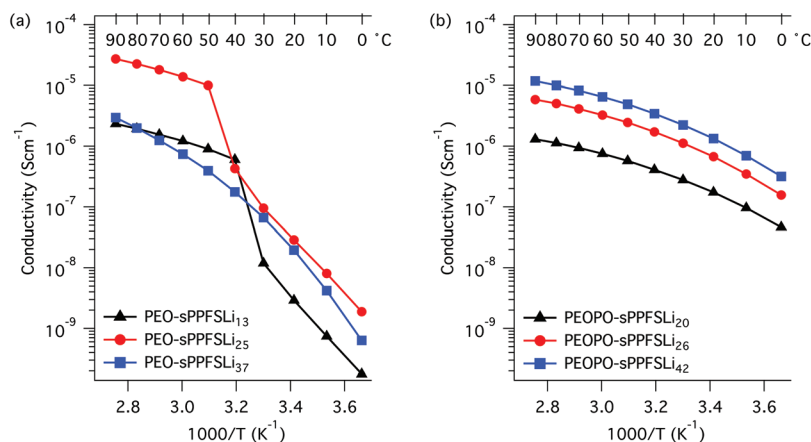 (a)
90 80 70 60 50 40 30 20 10 0 °C
10⁻⁴
10⁻⁵
10⁻⁶
10⁻⁷
10⁻⁸
10⁻⁹
Conductivity (Scm⁻¹)
PEO-sPPFSLi₁₃
PEO-sPPFSLi₂₅
PEO-sPPFSLi₃₇
2.8 3.0 3.2 3.4 3.6
1000/T (K⁻¹)
(b)
90 80 70 60 50 40 30 20 10 0 °C
10⁻⁴
10⁻⁵
10⁻⁶
10⁻⁷
10⁻⁸
10⁻⁹
Conductivity (Scm⁻¹)
PEOPO-sPPFSLi₂₀
PEOPO-sPPFSLi₂₆
PEOPO-sPPFSLi₄₂
2.8 3.0 3.2 3.4 3.6
1000/T (K⁻¹)